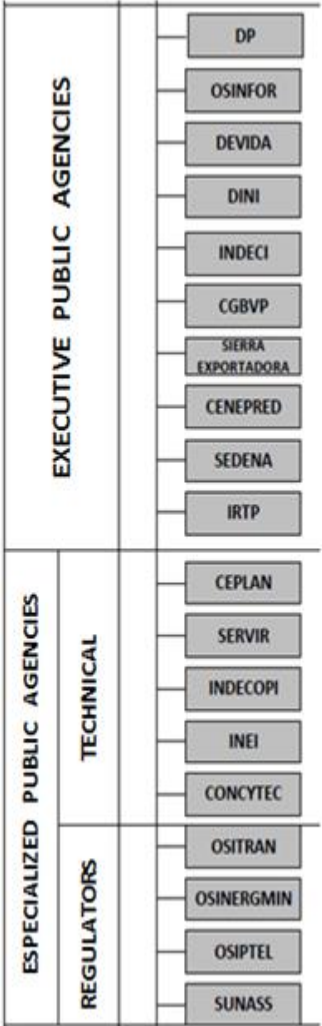 EXECUTIVE PUBLIC AGENCIES
DP
OSINFOR
DEVIDA
DINI
INDECI
CGBVP
SIERRA
EXPORTADORA
CENEPRED
SEDENA
IRTP
ESPECIALIZED PUBLIC AGENCIES
TECHNICAL
CEPLAN
SERVIR
INDECOPI
INEI
CONCYTEC
REGULATORS
OSITRAN
OSINERGMIN
OSIPTEL
SUNASS